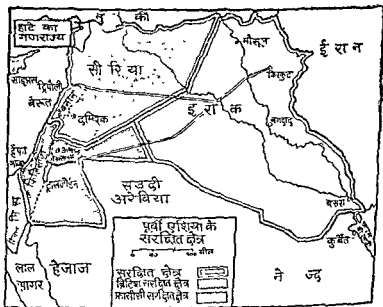 हाटे का
गणराज्य
ट र्की
मौसूल
ई रा न
सीरिया
किरकुट
त्रिपोली
बेरूत
दमिश्क
ई रा क
बगदाद
सउदी
अरेबिया
बसरा
कुवैत
पूर्वी एशिया के
संरक्षित क्षेत्र
मील
संरक्षित क्षेत्र
ब्रिटिश संरक्षित क्षेत्र
फ्रांसीसी संरक्षित क्षेत्र
लाल
सागर
हेजाज
ने ज्द